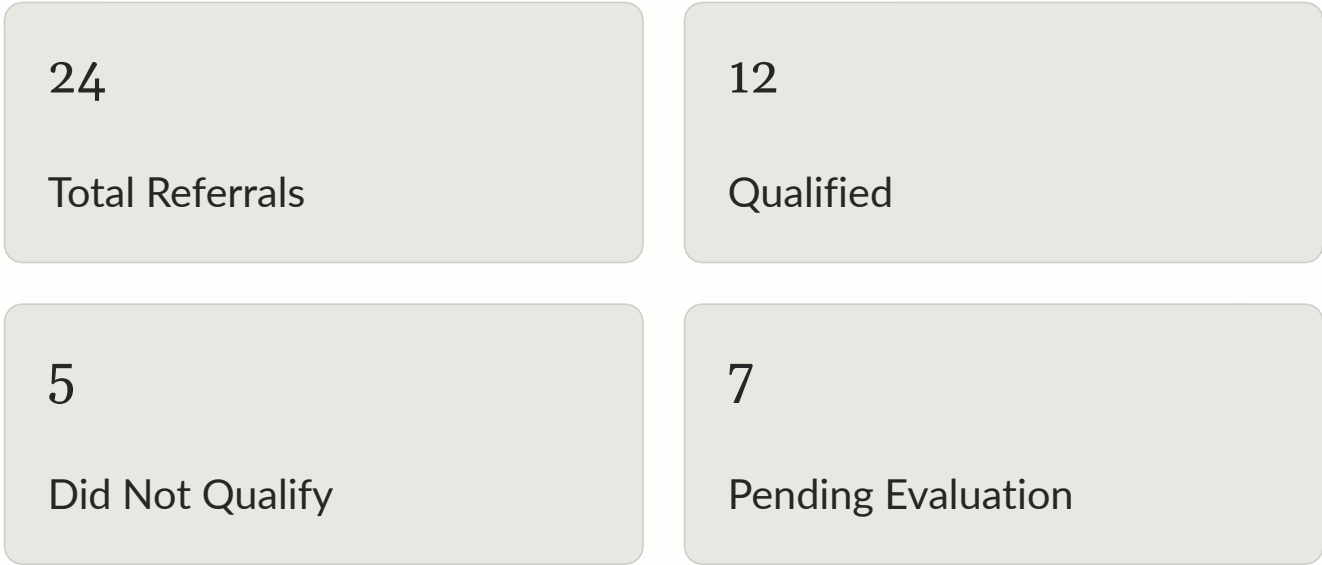 24
Total Referrals
12
Qualified
5
Did Not Qualify
7
Pending Evaluation